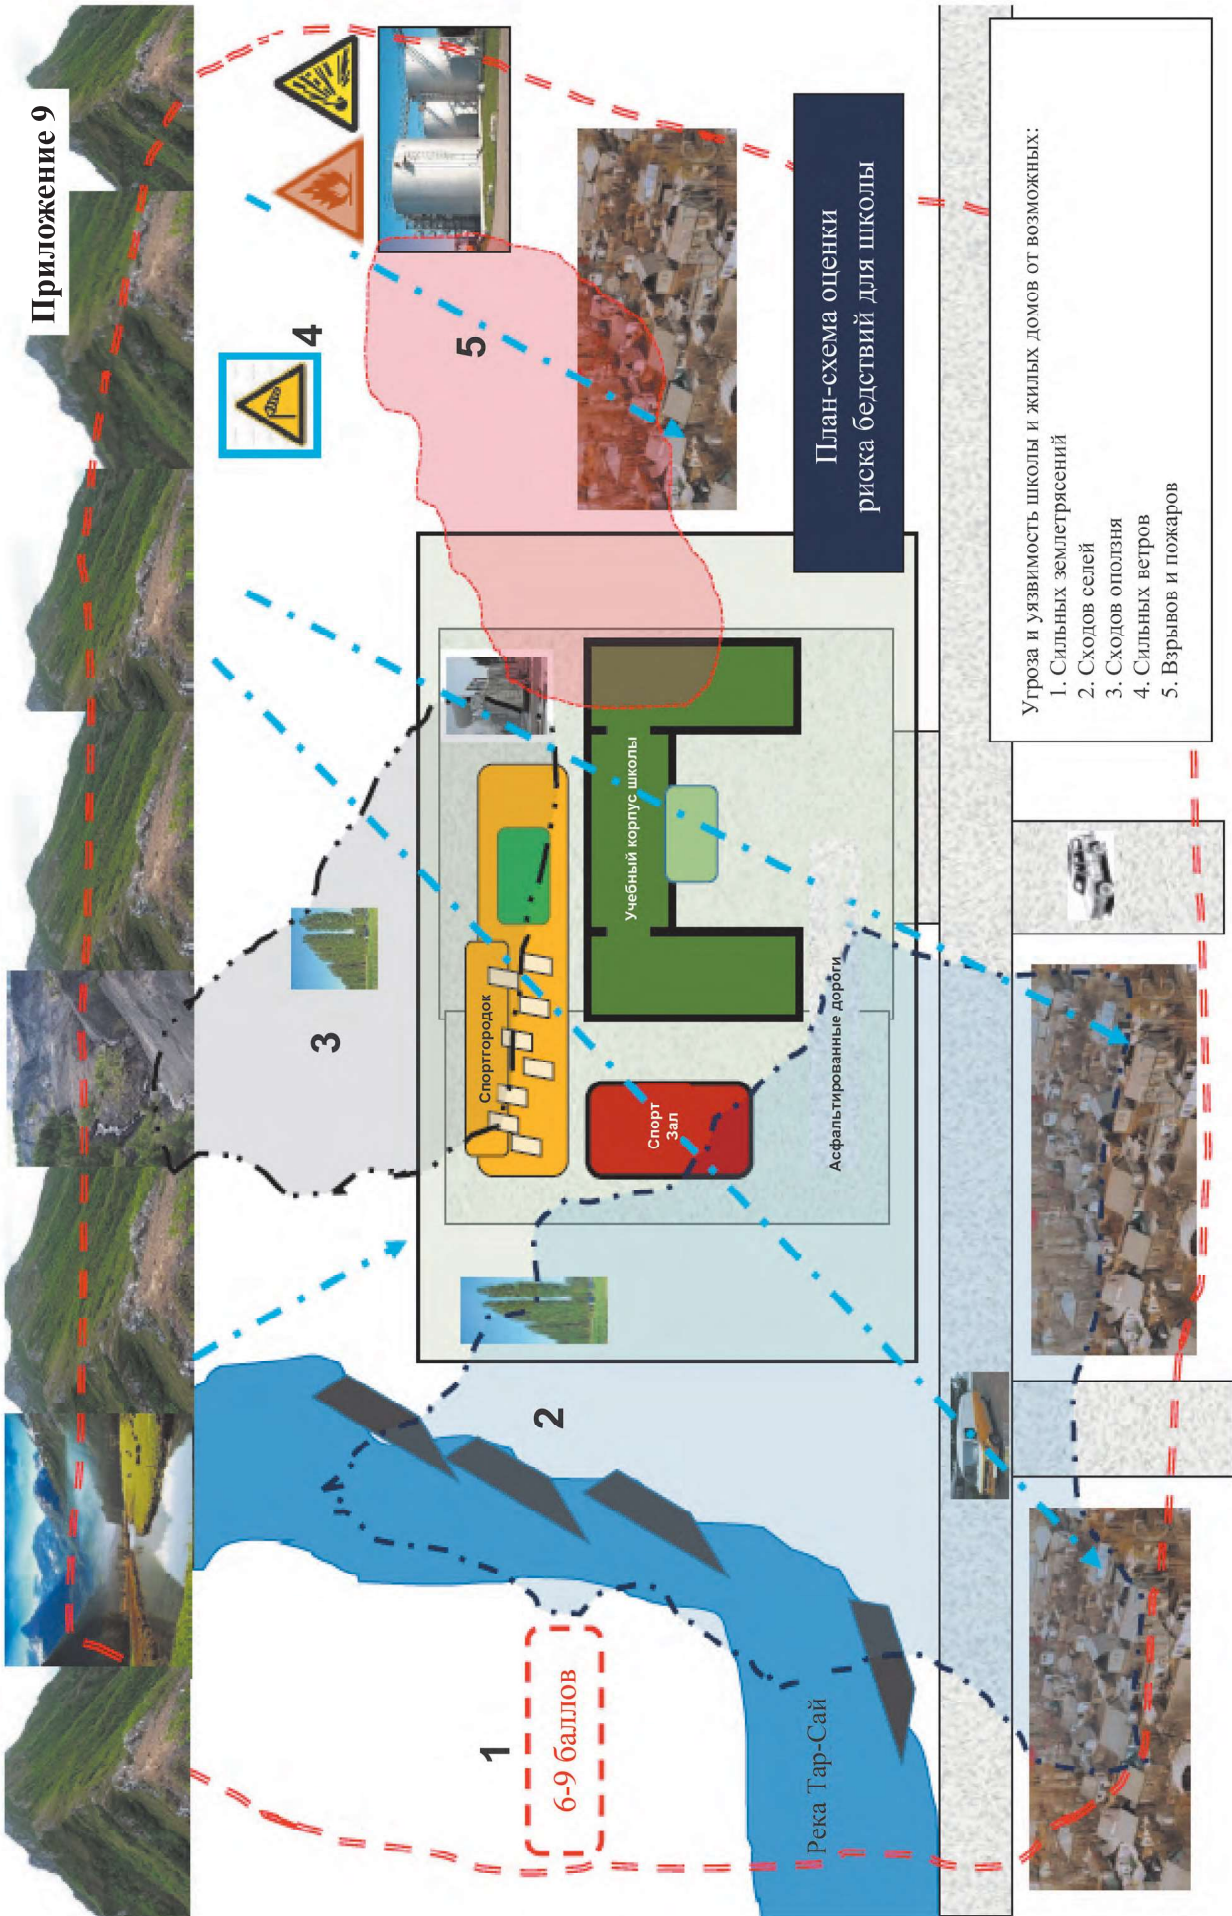 Приложение 9
4
5
3
2
1
6-9 баллов
Река Тар-Сай
Спортгородок
Учебный корпус школы
Спорт
Зал
Асфальтированные дороги
План-схема оценки
риска бедствий для школы
Угроза и уязвимость школы и жилых домов от возможных:
1. Сильных землетрясений
2. Сходов селей
3. Сходов оползня
4. Сильных ветров
5. Взрывов и пожаров